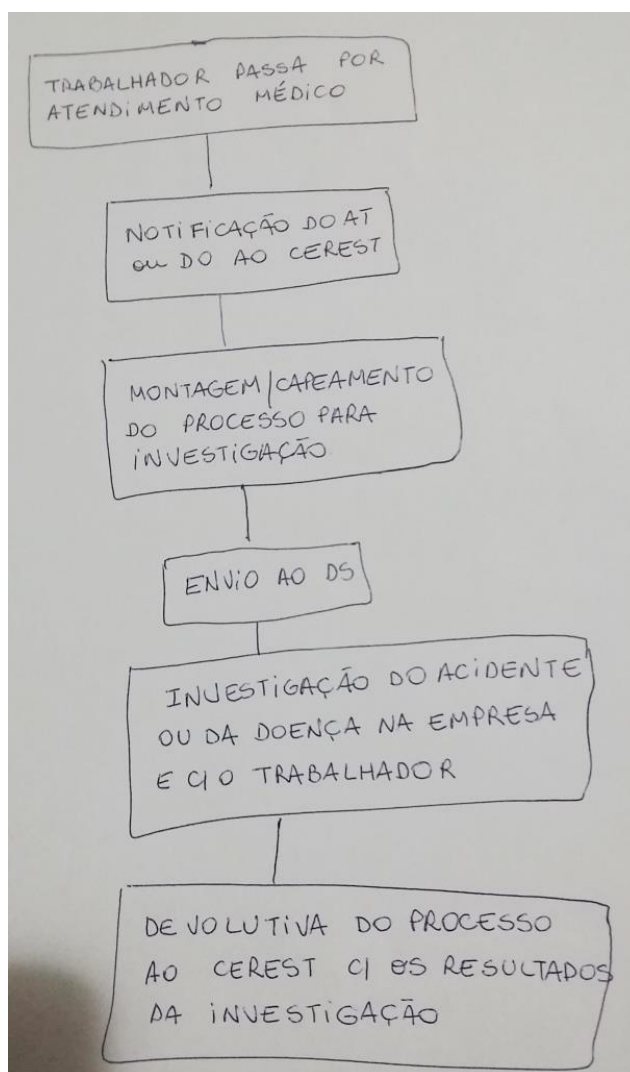 TRABALHADOR PASSA POR
ATENDIMENTO MÉDICO
NOTIFICAÇÃO DO AT
ou DO AO CEREST
MONTAGEM/CAPEAMENTO
DO PROCESSO PARA
INVESTIGAÇÃO
ENVIO AO DS
INVESTIGAÇÃO DO ACIDENTE
OU DA DOENÇA NA EMPRESA
E C/ O TRABALHADOR
DEVOLUTIVA DO PROCESSO
AO CEREST C/ OS RESULTADOS
DA INVESTIGAÇÃO